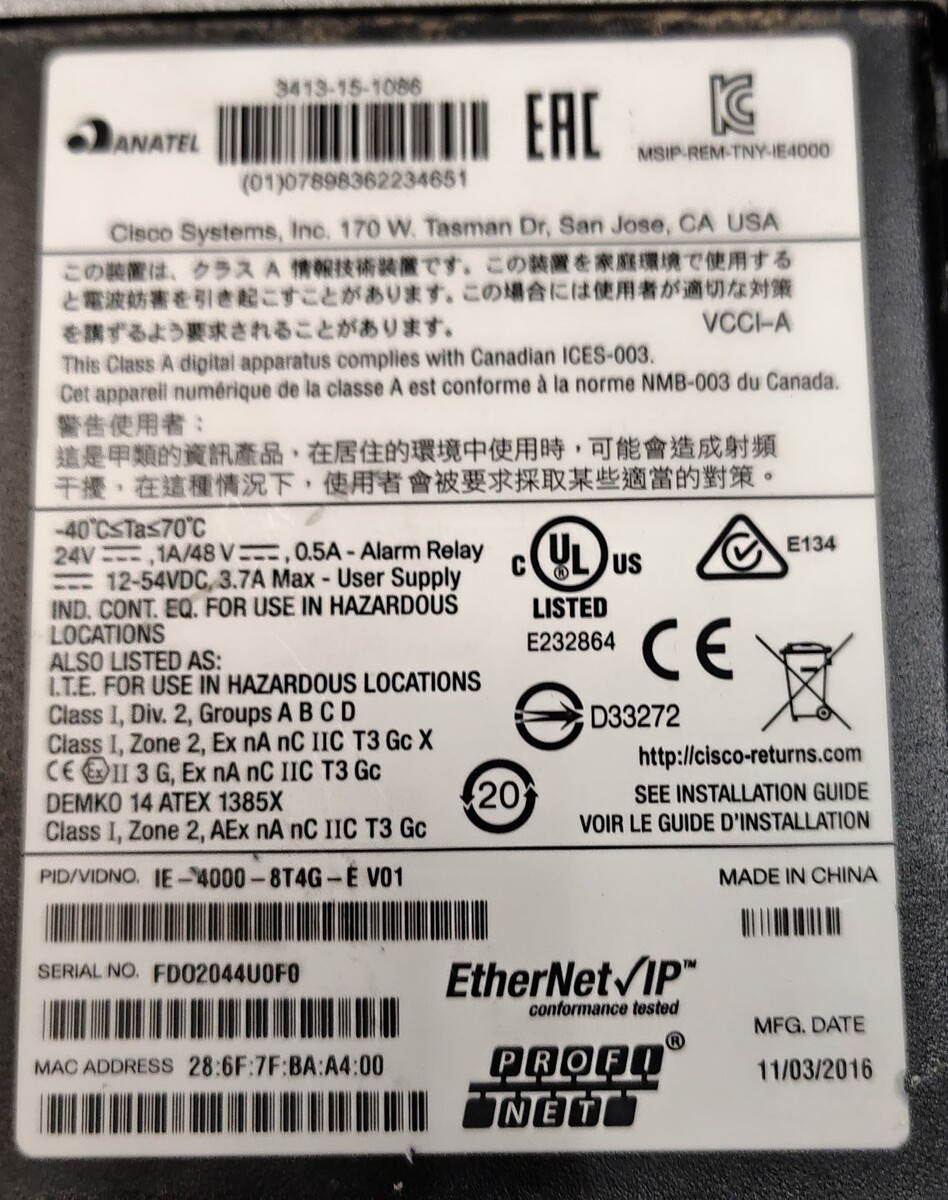 3413-15-1086
ANATEL
(01)07898362234651
EAC
MSIP-REM-TNY-IE4000
Cisco Systems, Inc. 170 W. Tasman Dr, San Jose, CA USA
この装置は、クラス A 情報技術装置です。この装置を家庭環境で使用する
と電波妨害を引き起こすことがあります。この場合には使用者が適切な対策
を講ずるよう要求されることがあります。
VCCI-A
This Class A digital apparatus complies with Canadian ICES-003.
Cet appareil numérique de la classe A est conforme à la norme NMB-003 du Canada.
警告使用者：
這是甲類的資訊產品，在居住的環境中使用時，可能會造成射頻
干擾，在這種情況下，使用者會被要求採取某些適當的對策。
-40°C≤Ta≤70°C
24V ⎓ ,1A/48 V⎓ , 0.5A - Alarm Relay
⎓ 12-54VDC, 3.7A Max - User Supply
IND. CONT. EQ. FOR USE IN HAZARDOUS
LOCATIONS
ALSO LISTED AS:
I.T.E. FOR USE IN HAZARDOUS LOCATIONS
Class I, Div. 2, Groups A B C D
Class I, Zone 2, Ex nA nC IIC T3 Gc X
CE Ex II 3 G, Ex nA nC IIC T3 Gc
DEMKO 14 ATEX 1385X
Class I, Zone 2, AEx nA nC IIC T3 Gc
C UL ® US
LISTED
E232864
E134
CE
D33272
20
http://cisco-returns.com
SEE INSTALLATION GUIDE
VOIR LE GUIDE D'INSTALLATION
PID/VIDNO. IE-4000-8T4G-E V01
MADE IN CHINA
SERIAL NO. FDO2044U0F0
MAC ADDRESS 28:6F:7F:BA:A4:00
EtherNet/IP™
conformance tested
PROFI®
NET
MFG. DATE
11/03/2016